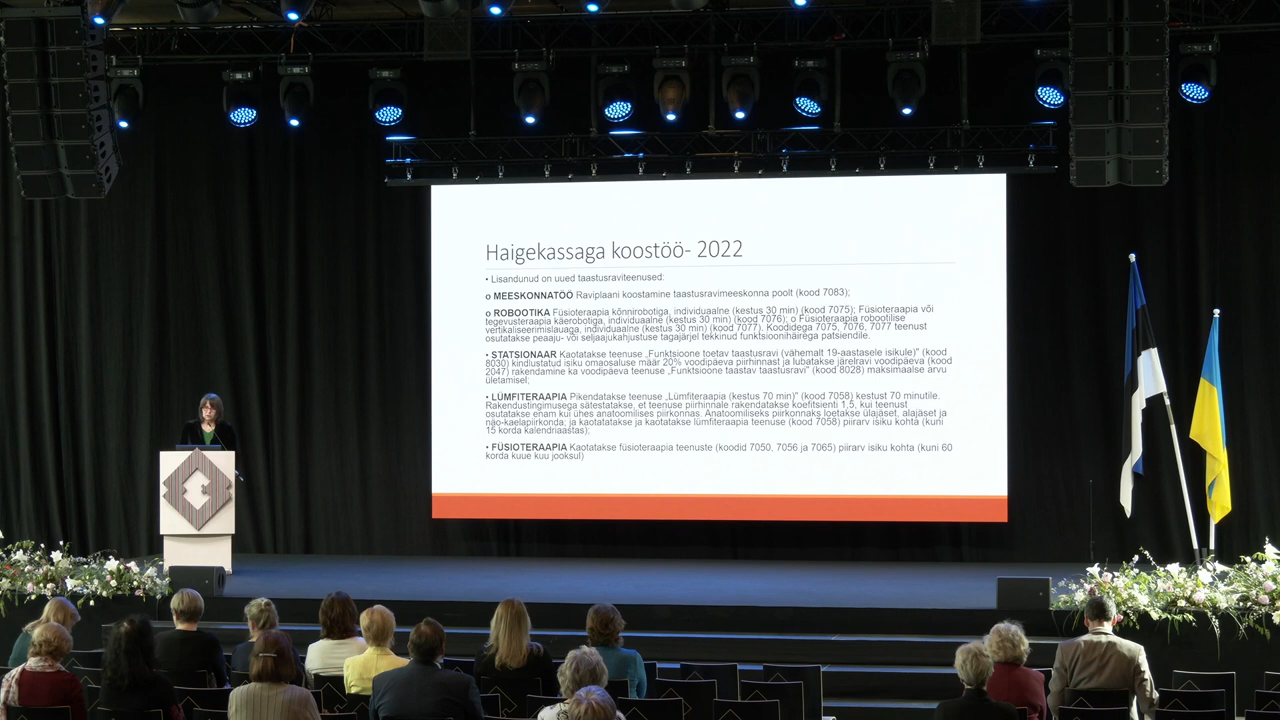 Haigekassaga koostöö- 2022
• Lisandunud on uued taastusraviteenused:
o MEESKONNATÖÖ Raviplaani koostamine taastusravimeeskonna poolt (kood 7083);
o ROBOOTIKA Füsioteraapia kõnnirobotiga, individuaalne (kestus 30 min) (kood 7075); Füsioteraapia või
tegevusteraapia käerobotiga, individuaalne (kestus 30 min) (kood 7076); o Füsioteraapia robootilise
vertikaliseerimislauaga, individuaalne (kestus 30 min) (kood 7077). Koodidega 7075, 7076, 7077 teenust
osutatakse peaaju- või seljaajukahjustuse tagajärjel tekkinud funktsioonihäirega patsiendile.
• STATSIONAAR Kaotatakse teenuse „Funktsioone toetav taastusravi (vähemalt 19-aastasele isikule)" (kood
8030) kindlustatud isiku omaosaluse määr 20% voodipäeva piirhinnast ja lubatakse järelravi voodipäeva (kood
2047) rakendamine ka voodipäeva teenuse „Funktsioone taastav taastusravi" (kood 8028) maksimaalse arvu
ületamisel;
• LÜMFITERAAPIA Pikendatakse teenuse „Lümfiteraapia (kestus 70 min)" (kood 7058) kestust 70 minutile.
Rakendustingimusega sätestatakse, et teenuse piirhinnale rakendatakse koefitsienti 1,5, kui teenust
osutatakse enam kui ühes anatoomilises piirkonnas. Anatoomiliseks piirkonnaks loetakse ülajäset, alajäset ja
näo-kaelapiirkonda; ja kaotatatakse ja kaotatakse lümfiteraapia teenuse (kood 7058) piirarv isiku kohta (kuni
15 korda kalendriaastas);
• FÜSIOTERAAPIA Kaotatakse füsioteraapia teenuste (koodid 7050, 7056 ja 7065) piirarv isiku kohta (kuni 60
korda kuue kuu jooksul)